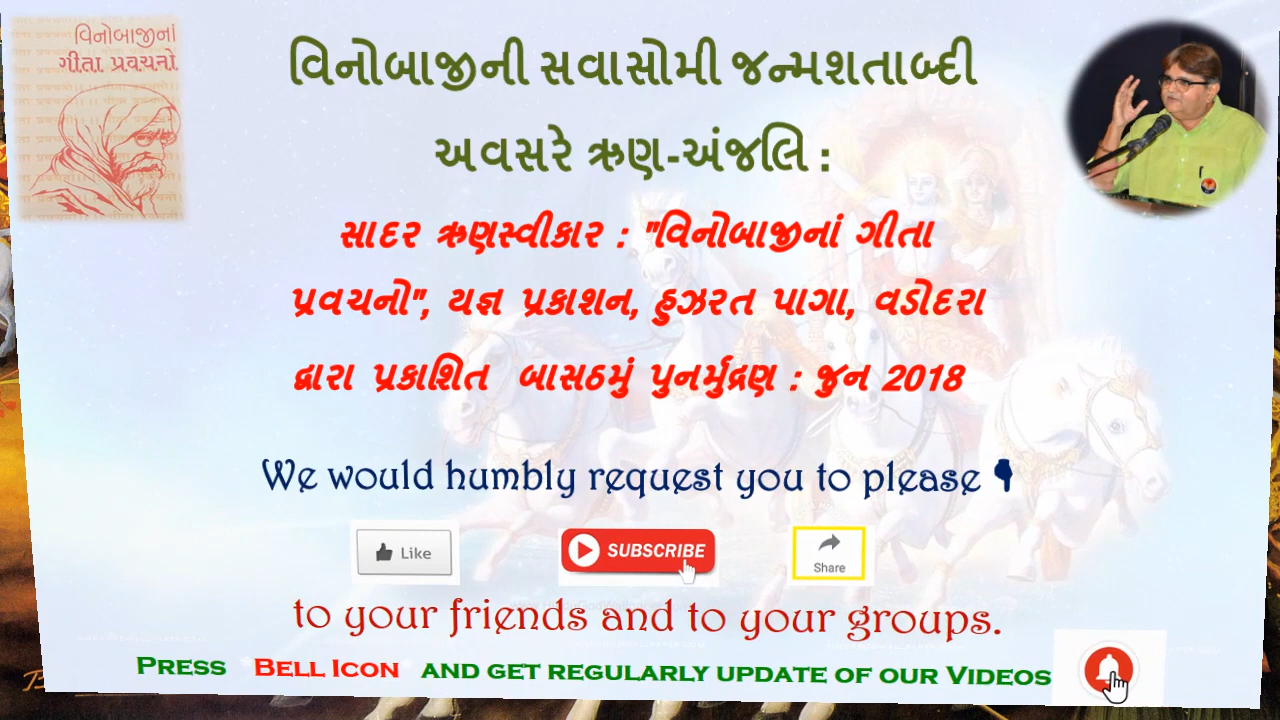 વિનોબાજીનાં
ગીતા પ્રવચનો
વિનોબાજીની સવાસોમી જન્મશતાબ્દી
અવસરે ઋણ-અંજલિ :
સાદર ઋણસ્વીકાર : "વિનોબાજીનાં ગીતા
પ્રવચનો", યજ્ઞ પ્રકાશન, હુઝરત પાગા, વડોદરા
દ્વારા પ્રકાશિત બાસઠમું પુનર્મુદ્રણ : જુન 2018
We would humbly request you to please 👇
Like
SUBSCRIBE
Share
to your friends and to your groups.
PRESS BELL ICON AND GET REGULARLY UPDATE OF OUR VIDEOS